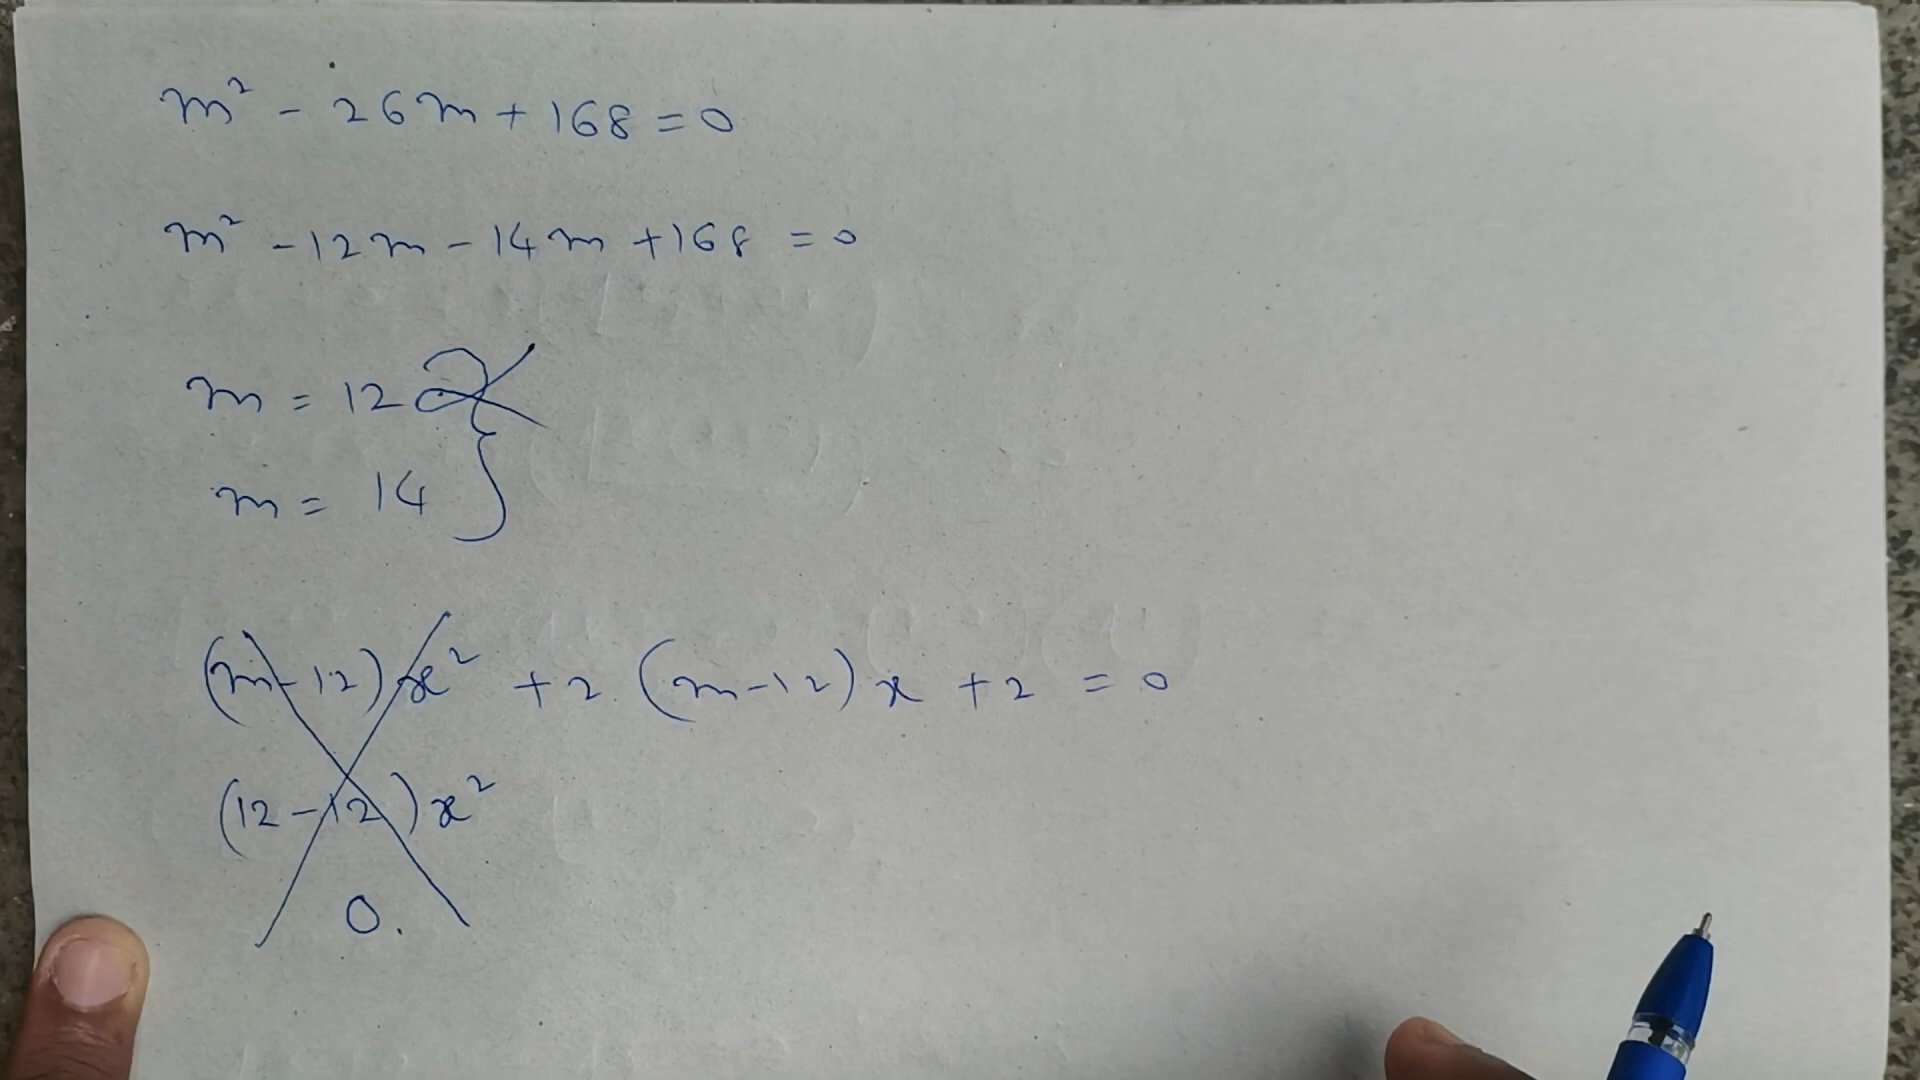 m² - 26m + 168 = 0
m² - 12m - 14m + 168 = 0
m = 12
m = 14 }
(m-12)x² + 2.(m-12)x + 2 = 0
(12-12)x²
0.